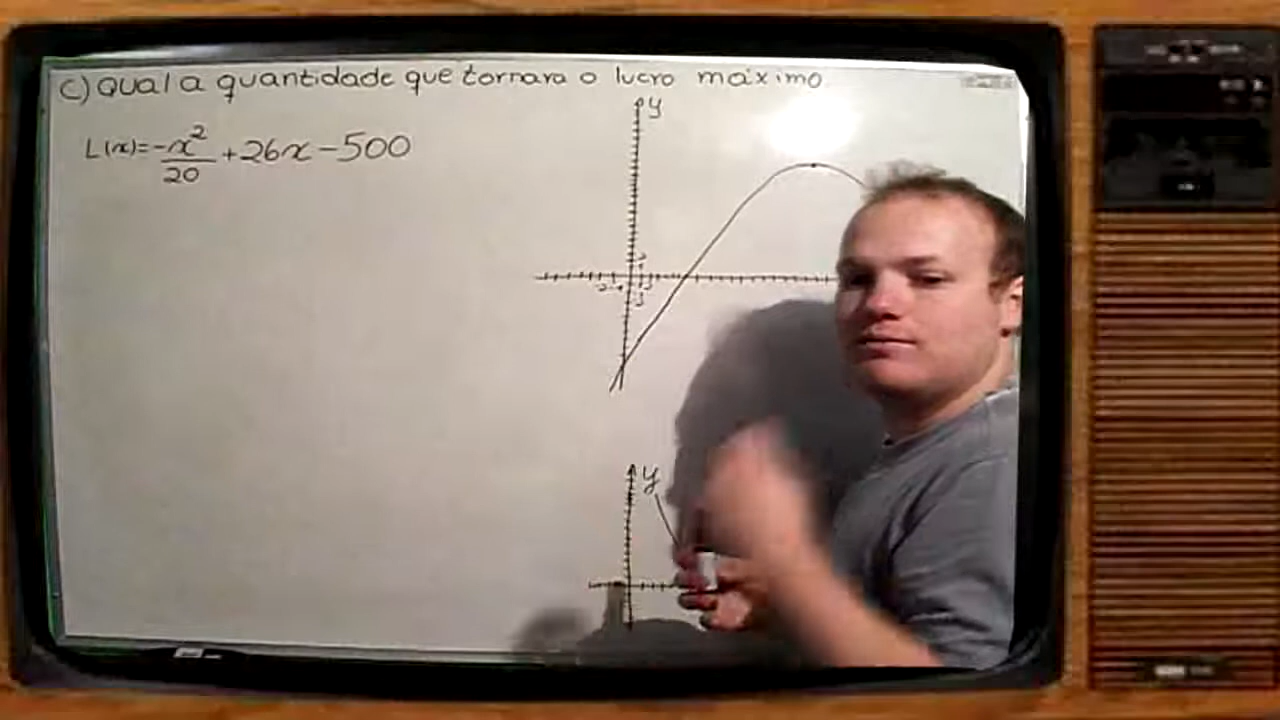 C) Qual a quantidade que tornara o lucro máximo.
L(x)= -x²/20 +26x -500
y
y